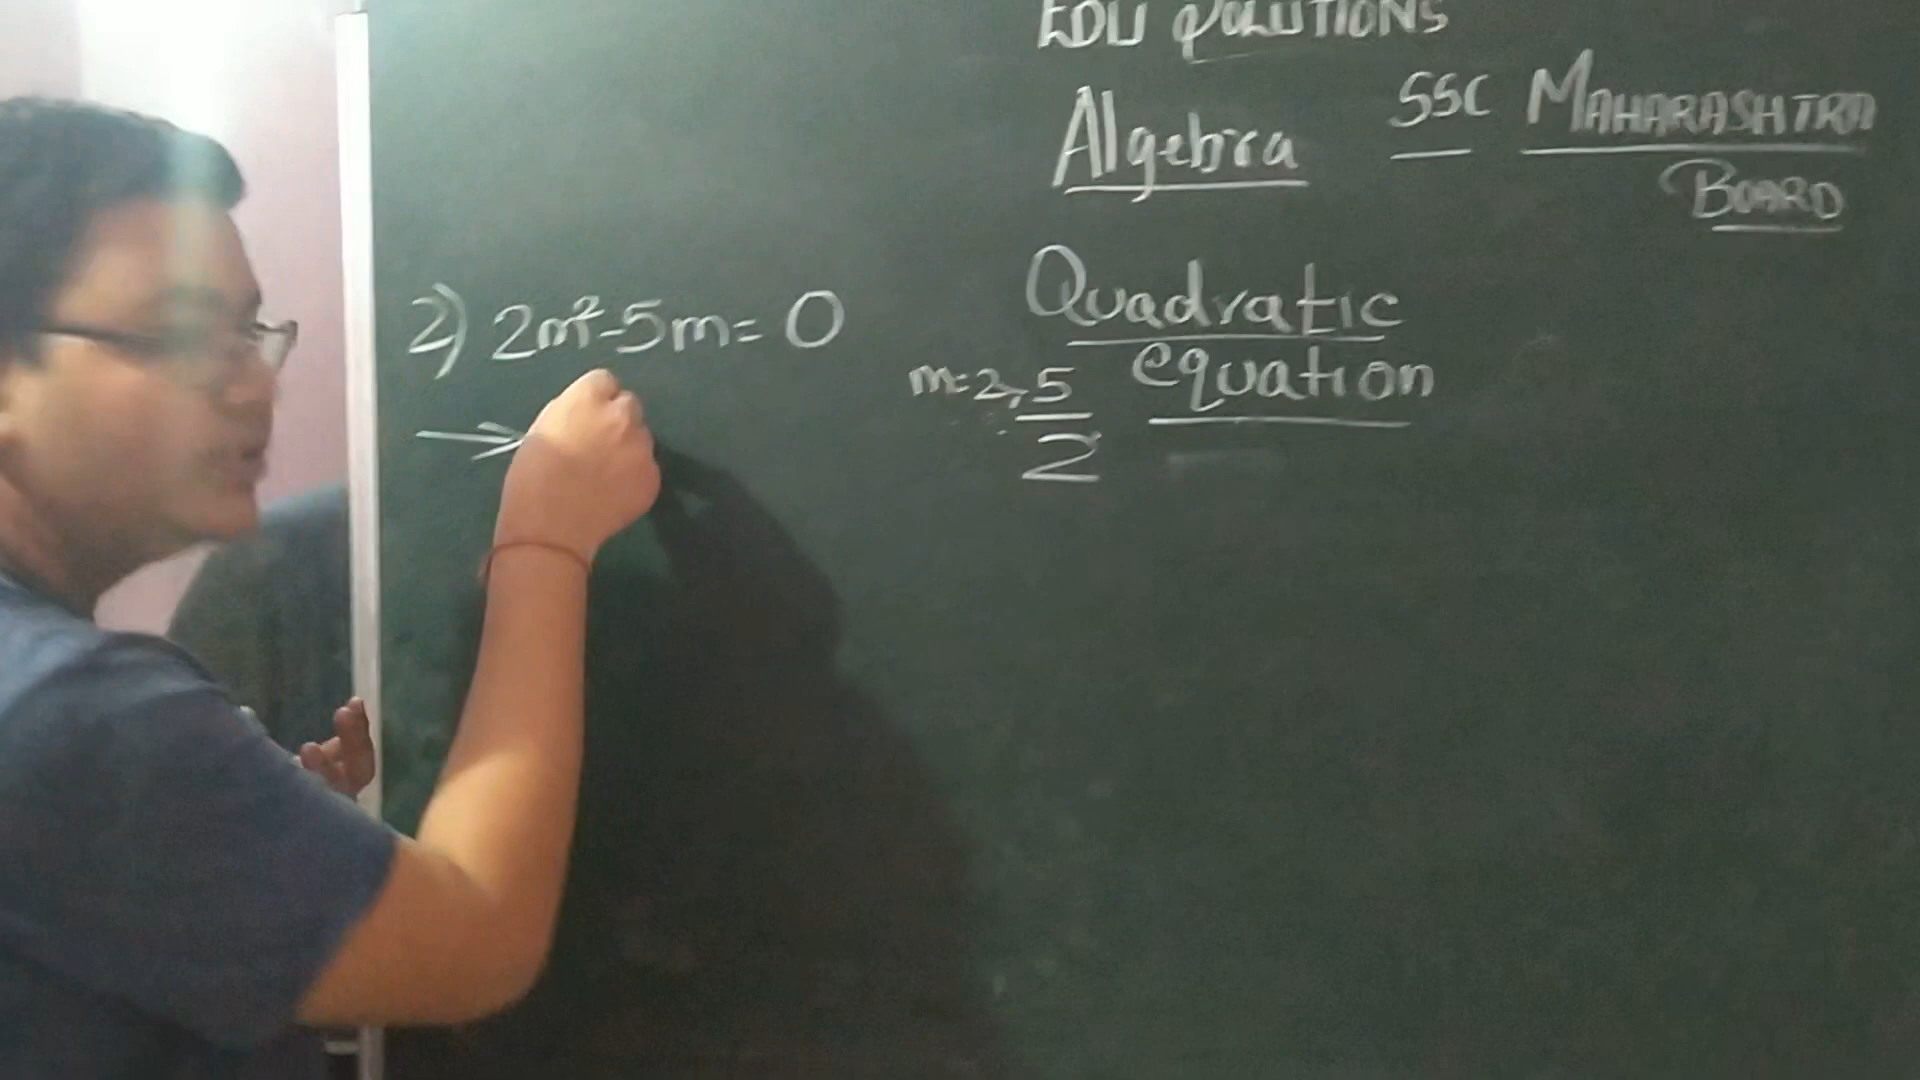 EDU SOLUTIONS
Algebra SSC MAHARASHTRA
BOARD
Quadratic
equation
2) 2m²-5m=0
m=2, 5/2
→